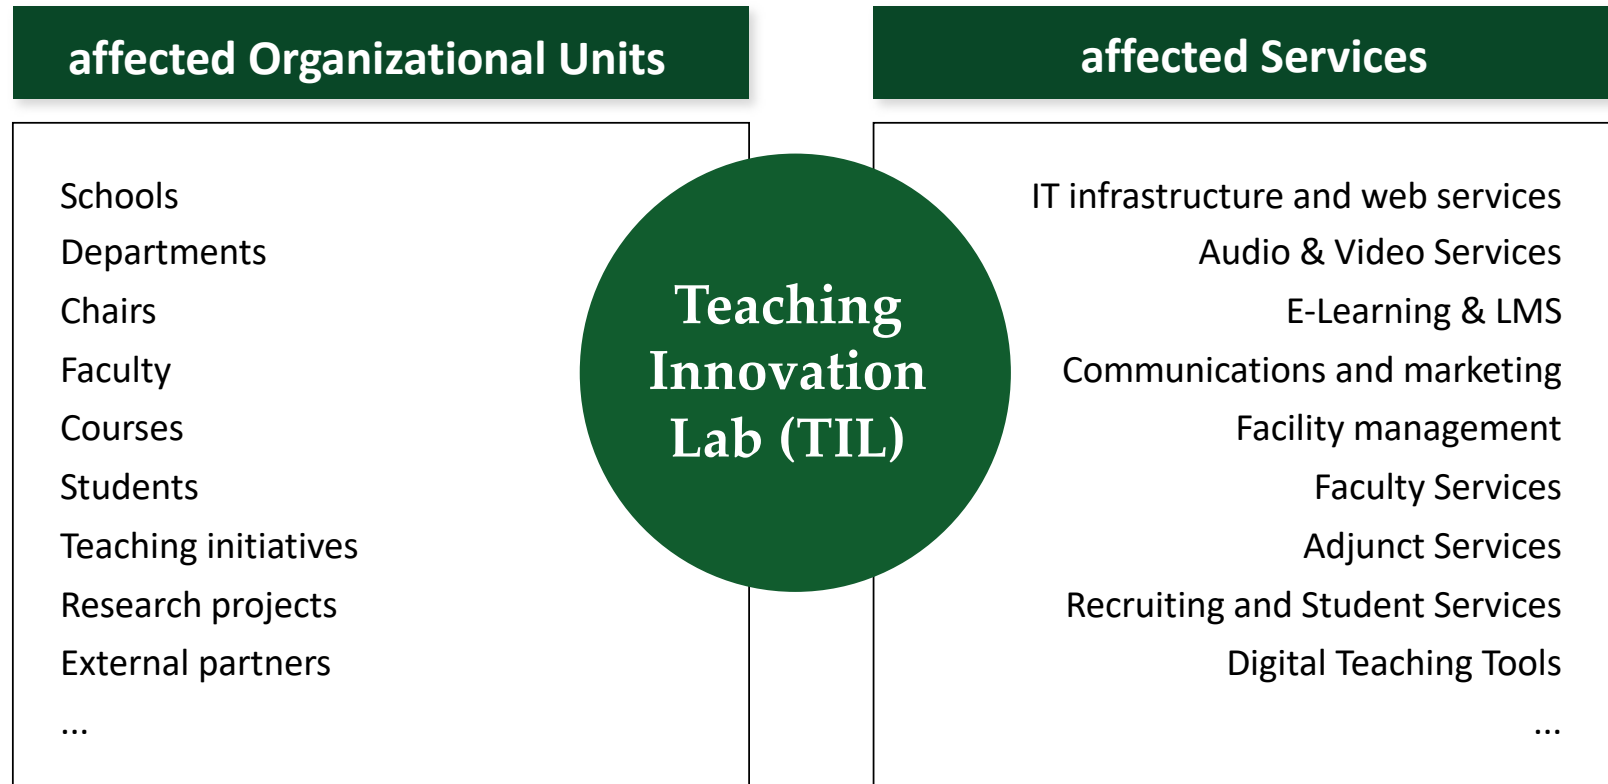 affected Organizational Units
Schools
Departments
Chairs
Faculty
Courses
Students
Teaching initiatives
Research projects
External partners
...
Teaching
Innovation
Lab (TIL)
affected Services
IT infrastructure and web services
Audio & Video Services
E-Learning & LMS
Communications and marketing
Facility management
Faculty Services
Adjunct Services
Recruiting and Student Services
Digital Teaching Tools
...